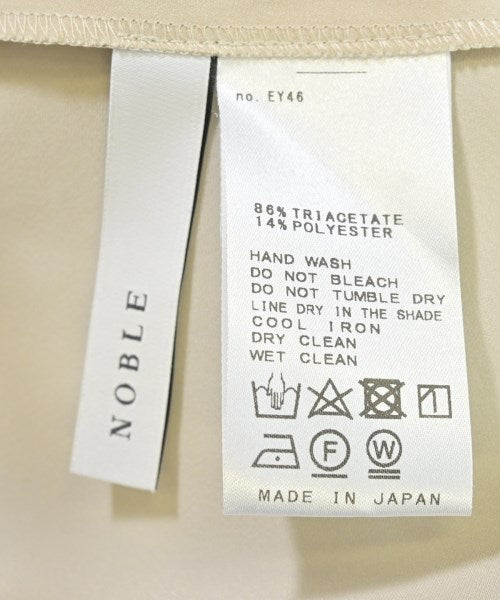 NOBLE
no. EY46
86% TRIACETATE
14% POLYESTER
HAND WASH
DO NOT BLEACH
DO NOT TUMBLE DRY
LINE DRY IN THE SHADE
COOL IRON
DRY CLEAN
WET CLEAN
F W
MADE IN JAPAN